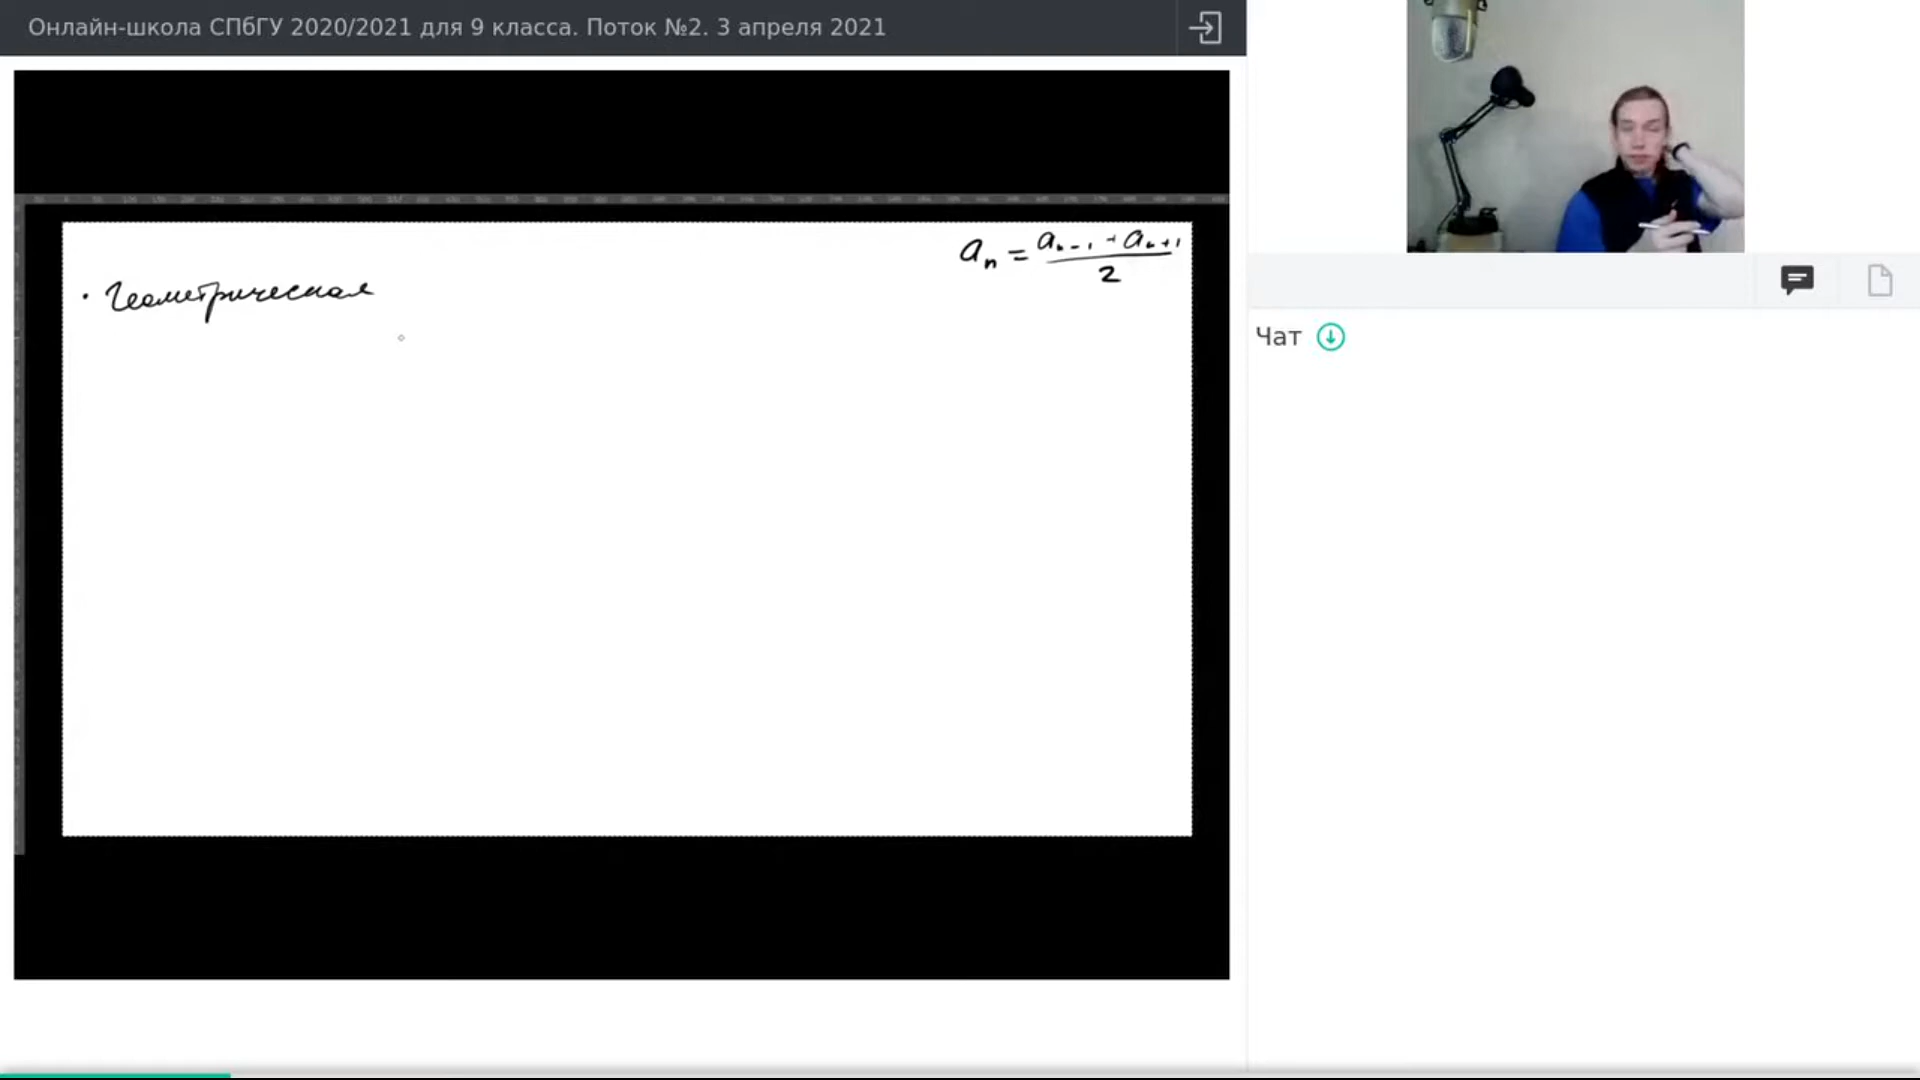 Онлайн-школа СПбГУ 2020/2021 для 9 класса. Поток №2. 3 апреля 2021
aₙ = (aₙ₋₁ + aₙ₊₁) / 2
· Геометрическая
Чат